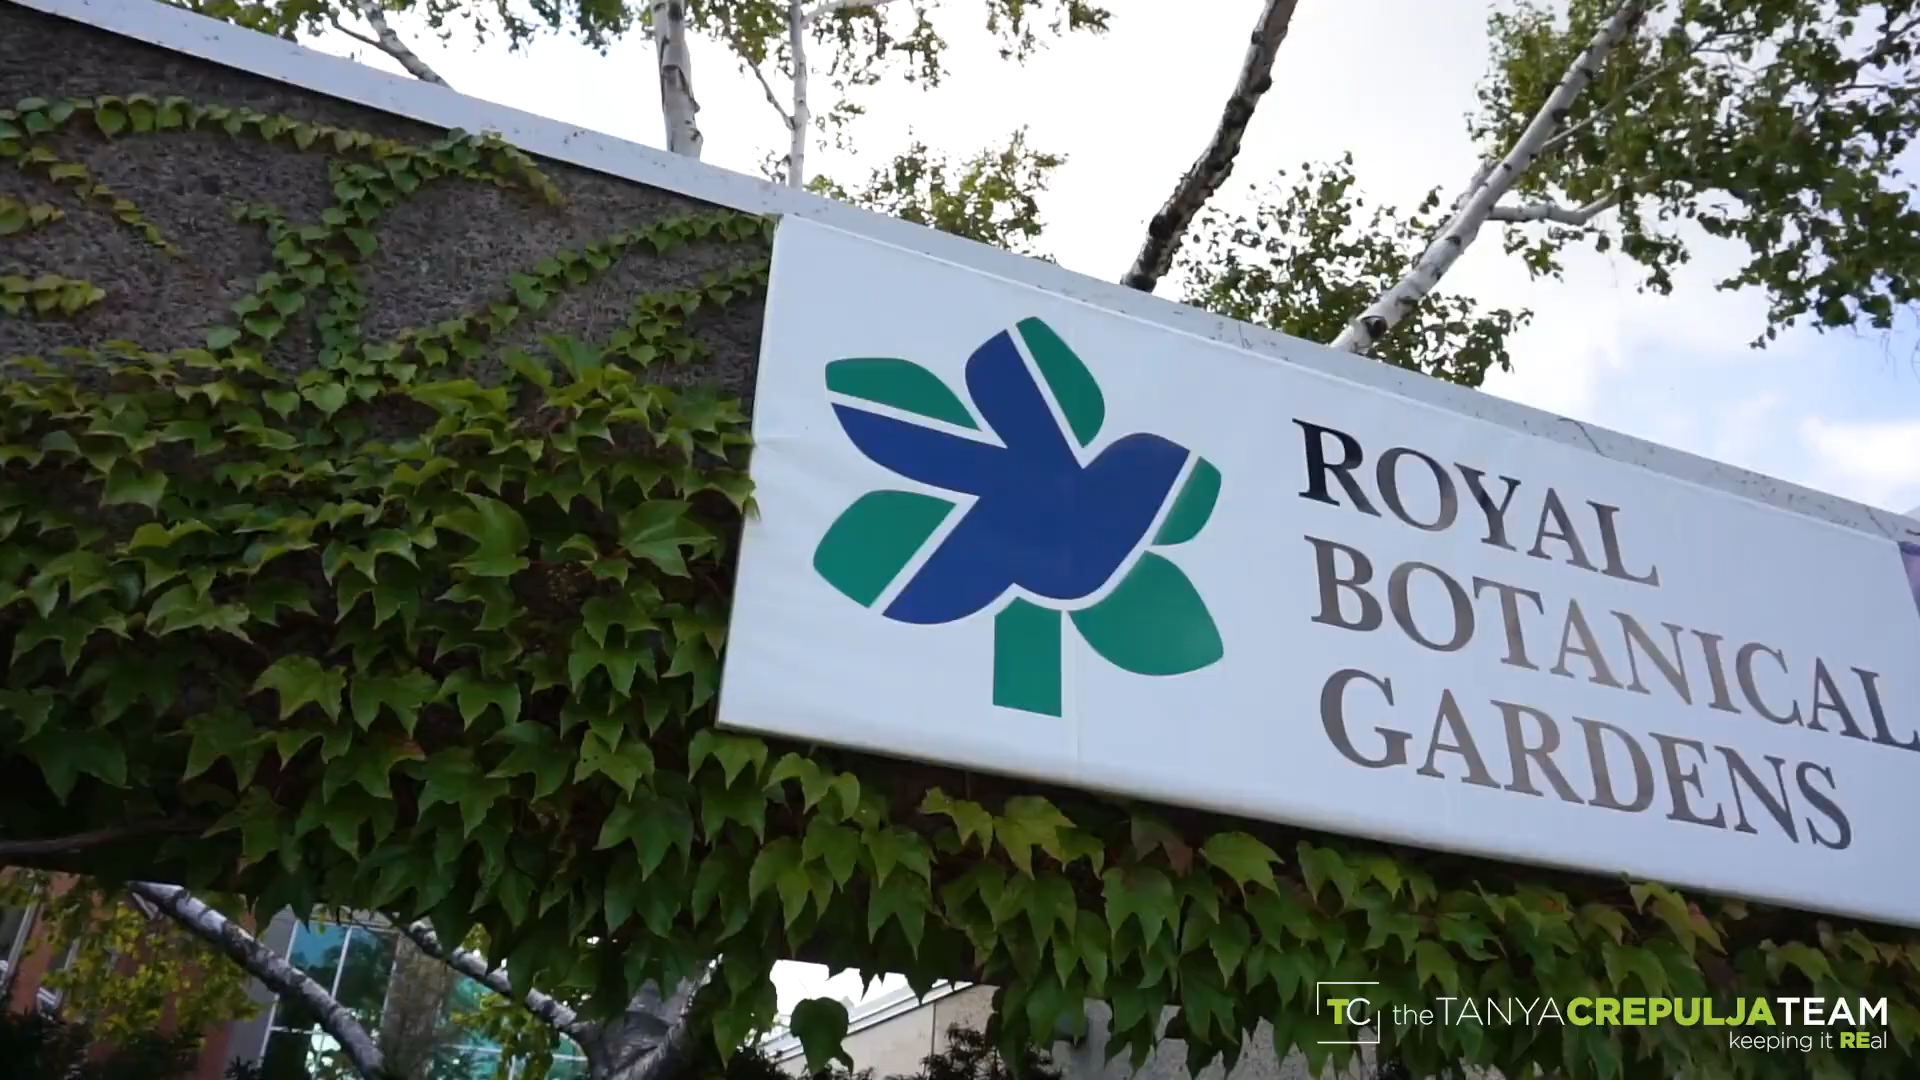 ROYAL
BOTANICAL
GARDENS
TC theTANYACREPULJATEAM
keeping it REal